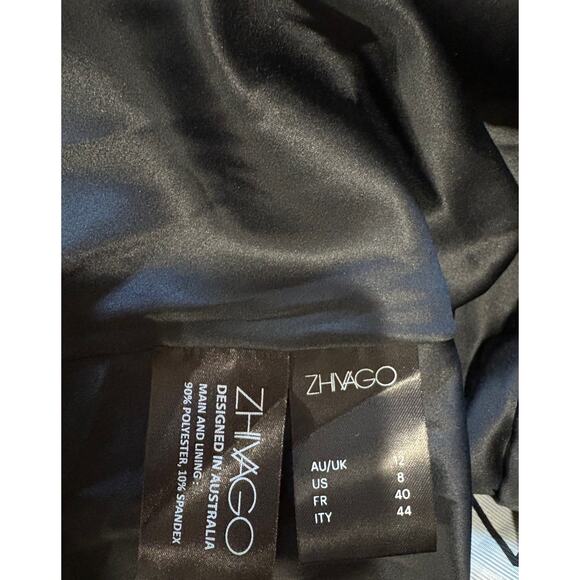 ZHIVAGO
DESIGNED IN AUSTRALIA
MAIN AND LINING :
90% POLYESTER, 10% SPANDEX
ZHIVAGO
AU/UK 12
US 8
FR 40
ITY 44